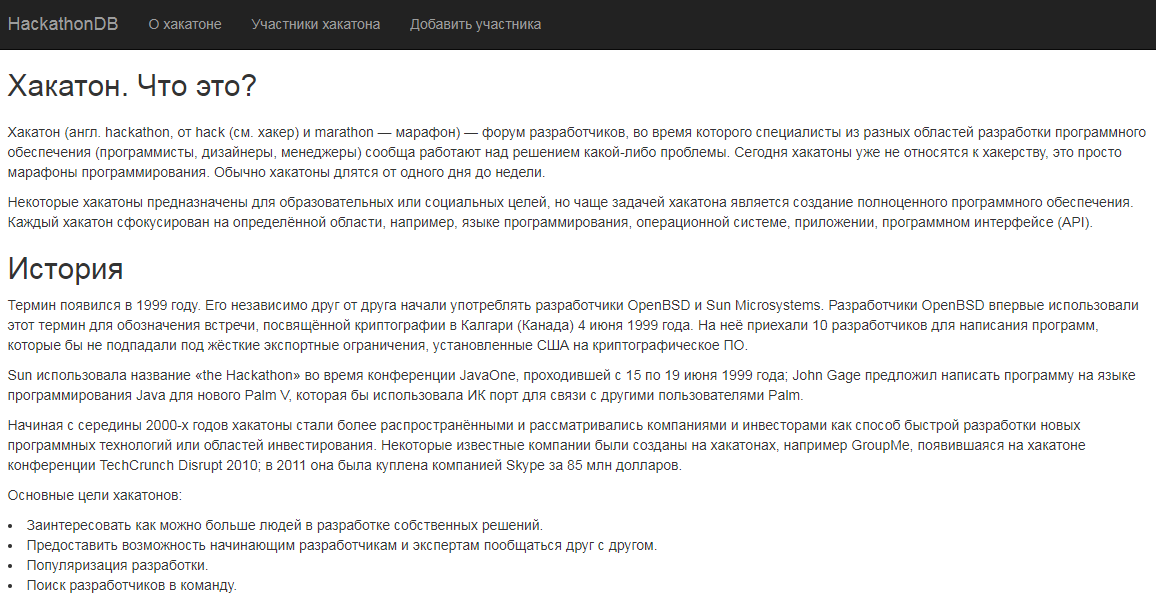 HackathonDB О хакатоне Участники хакатона Добавить участника
Хакатон. Что это?
Хакатон (англ. hackathon, от hack (см. хакер) и marathon — марафон) — форум разработчиков, во время которого специалисты из разных областей разработки программного
обеспечения (программисты, дизайнеры, менеджеры) сообща работают над решением какой-либо проблемы. Сегодня хакатоны уже не относятся к хакерству, это просто
марафоны программирования. Обычно хакатоны длятся от одного дня до недели.
Некоторые хакатоны предназначены для образовательных или социальных целей, но чаще задачей хакатона является создание полноценного программного обеспечения.
Каждый хакатон сфокусирован на определённой области, например, языке программирования, операционной системе, приложении, программном интерфейсе (API).
История
Термин появился в 1999 году. Его независимо друг от друга начали употреблять разработчики OpenBSD и Sun Microsystems. Разработчики OpenBSD впервые использовали
этот термин для обозначения встречи, посвящённой криптографии в Калгари (Канада) 4 июня 1999 года. На неё приехали 10 разработчиков для написания программ,
которые бы не подпадали под жёсткие экспортные ограничения, установленные США на криптографическое ПО.
Sun использовала название «the Hackathon» во время конференции JavaOne, проходившей с 15 по 19 июня 1999 года; John Gage предложил написать программу на языке
программирования Java для нового Palm V, которая бы использовала ИК порт для связи с другими пользователями Palm.
Начиная с середины 2000-х годов хакатоны стали более распространёнными и рассматривались компаниями и инвесторами как способ быстрой разработки новых
программных технологий или областей инвестирования. Некоторые известные компании были созданы на хакатонах, например GroupMe, появившаяся на хакатоне
конференции TechCrunch Disrupt 2010; в 2011 она была куплена компанией Skype за 85 млн долларов.
Основные цели хакатонов:
• Заинтересовать как можно больше людей в разработке собственных решений.
• Предоставить возможность начинающим разработчикам и экспертам пообщаться друг с другом.
• Популяризация разработки.
• Поиск разработчиков в команду.